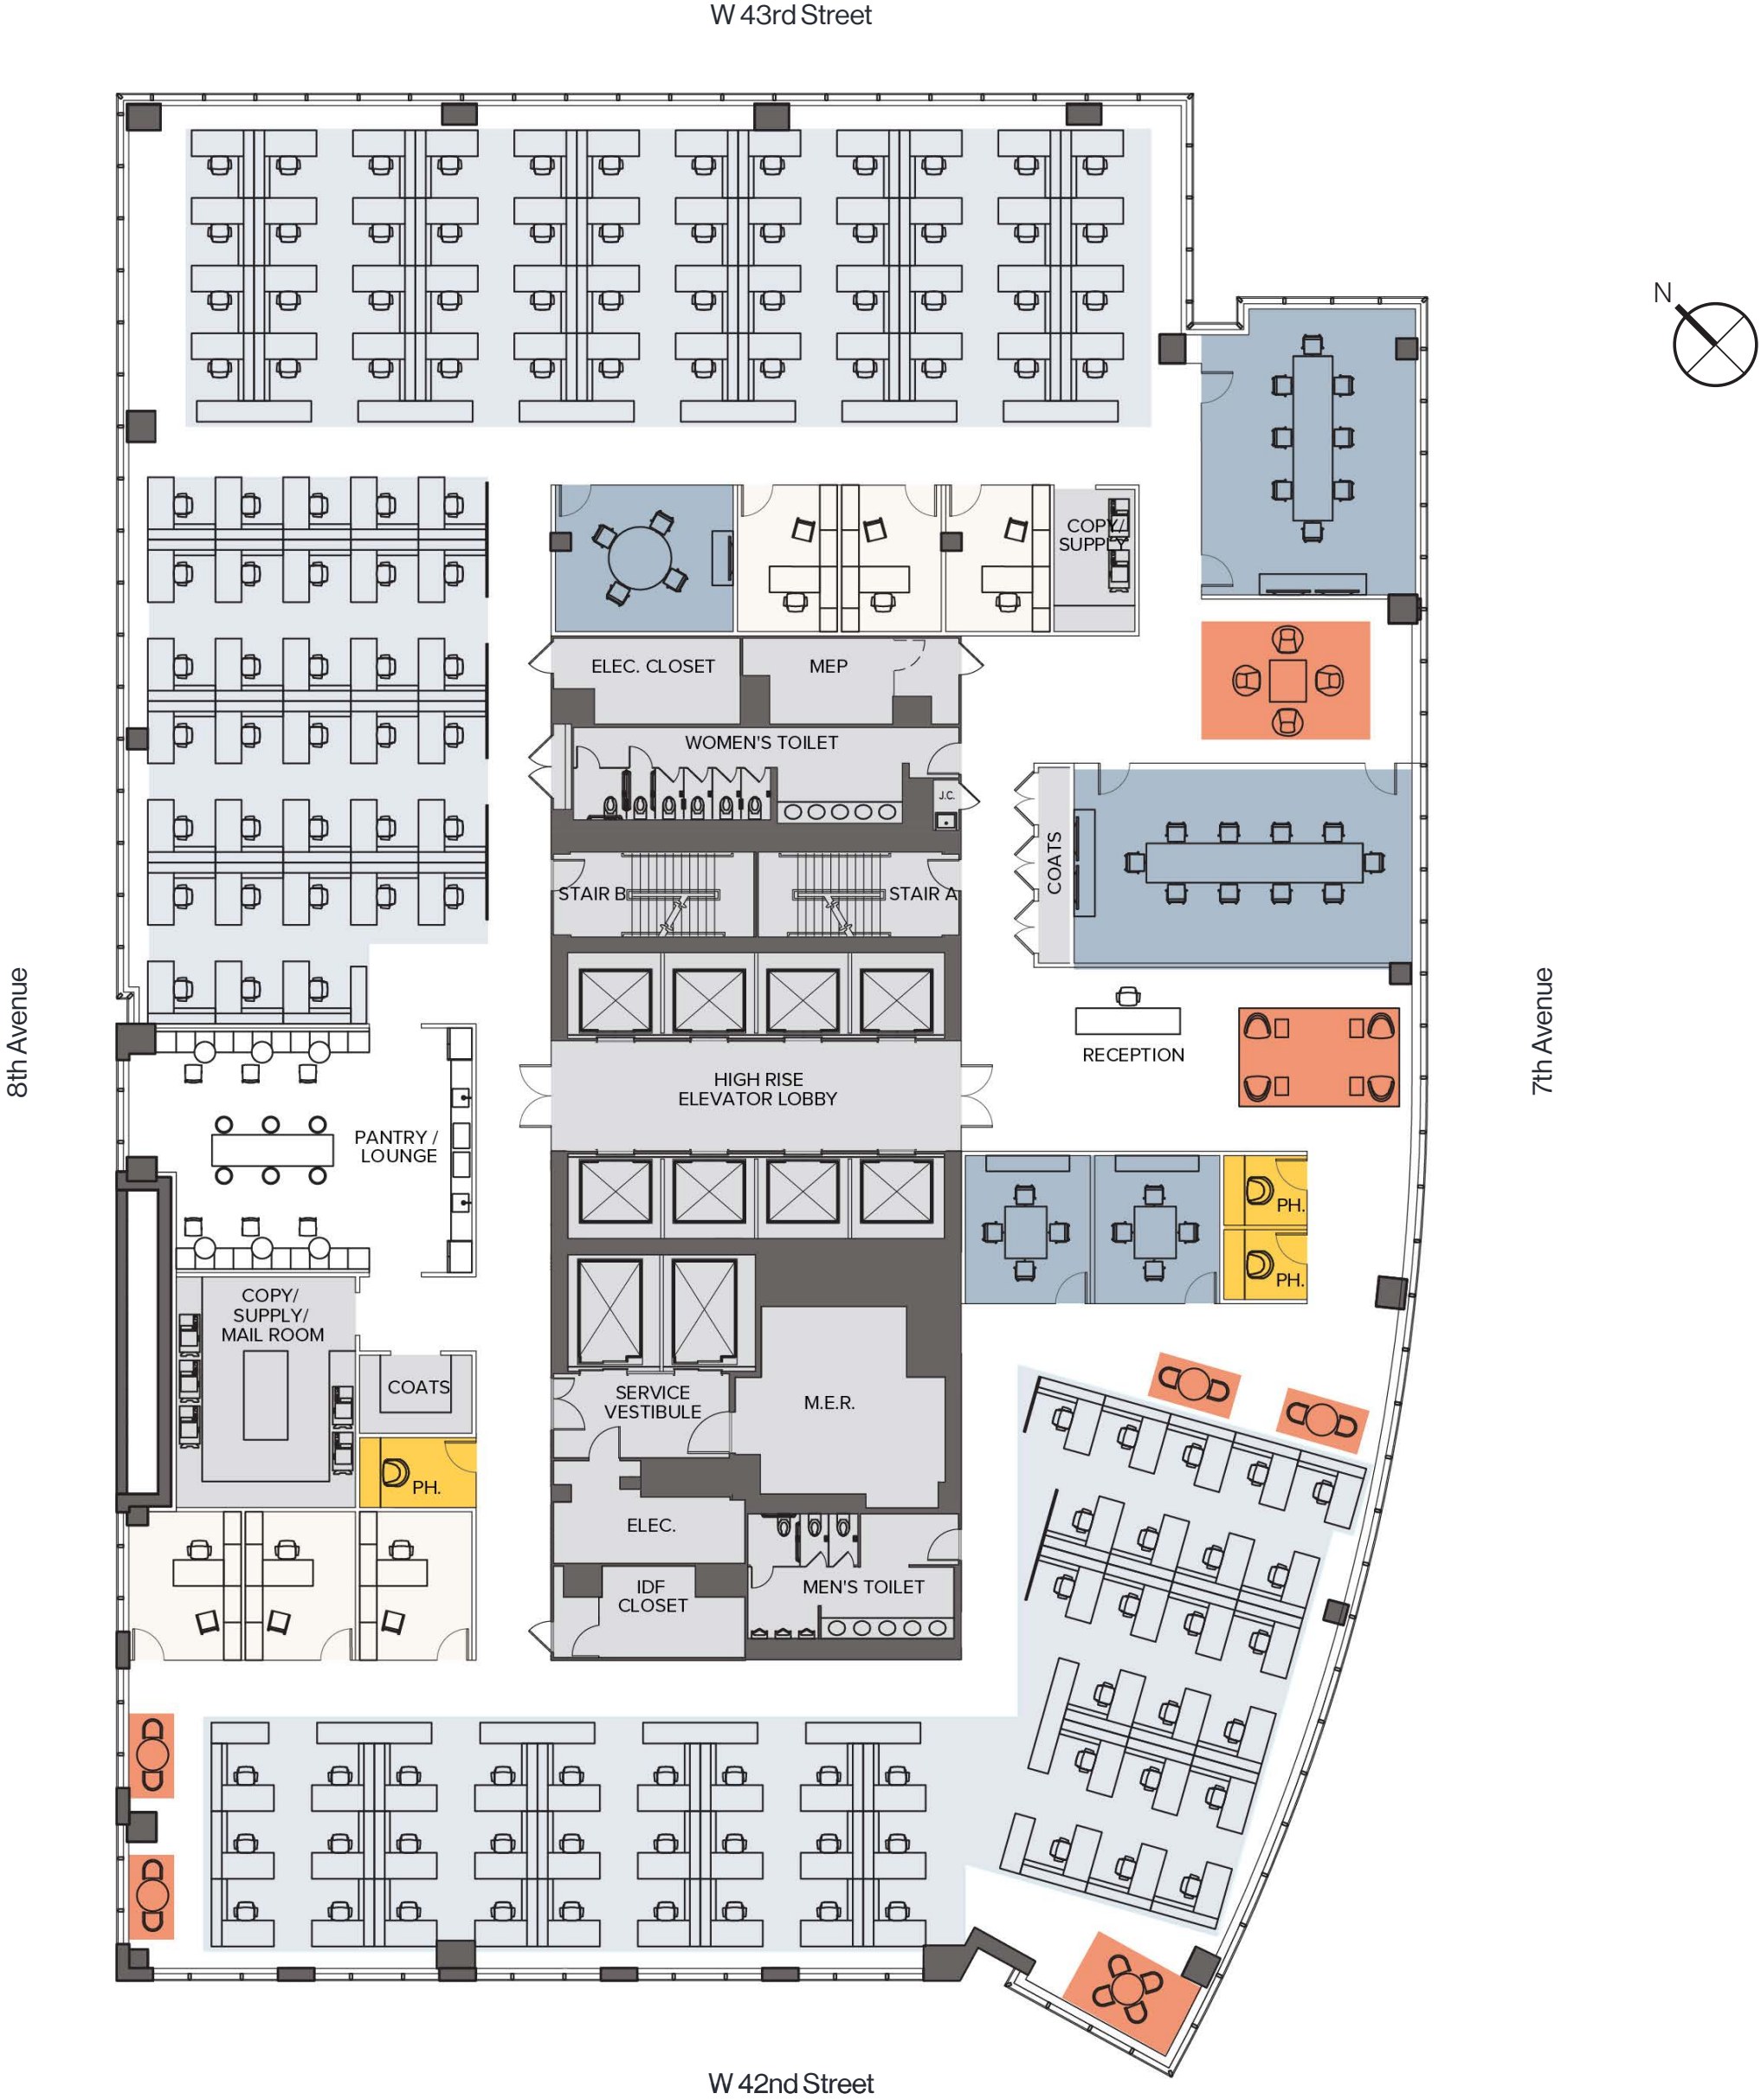 W 43rd Street
N
COPY/
SUPPLY
ELEC. CLOSET
MEP
WOMEN'S TOILET
J.C.
COATS
STAIR B
STAIR A
8th Avenue
7th Avenue
RECEPTION
HIGH RISE
ELEVATOR LOBBY
PANTRY /
LOUNGE
PH.
PH.
COPY/
SUPPLY/
MAIL ROOM
COATS
SERVICE
VESTIBULE
M.E.R.
PH.
ELEC.
IDF
CLOSET
MEN'S TOILET
W 42nd Street